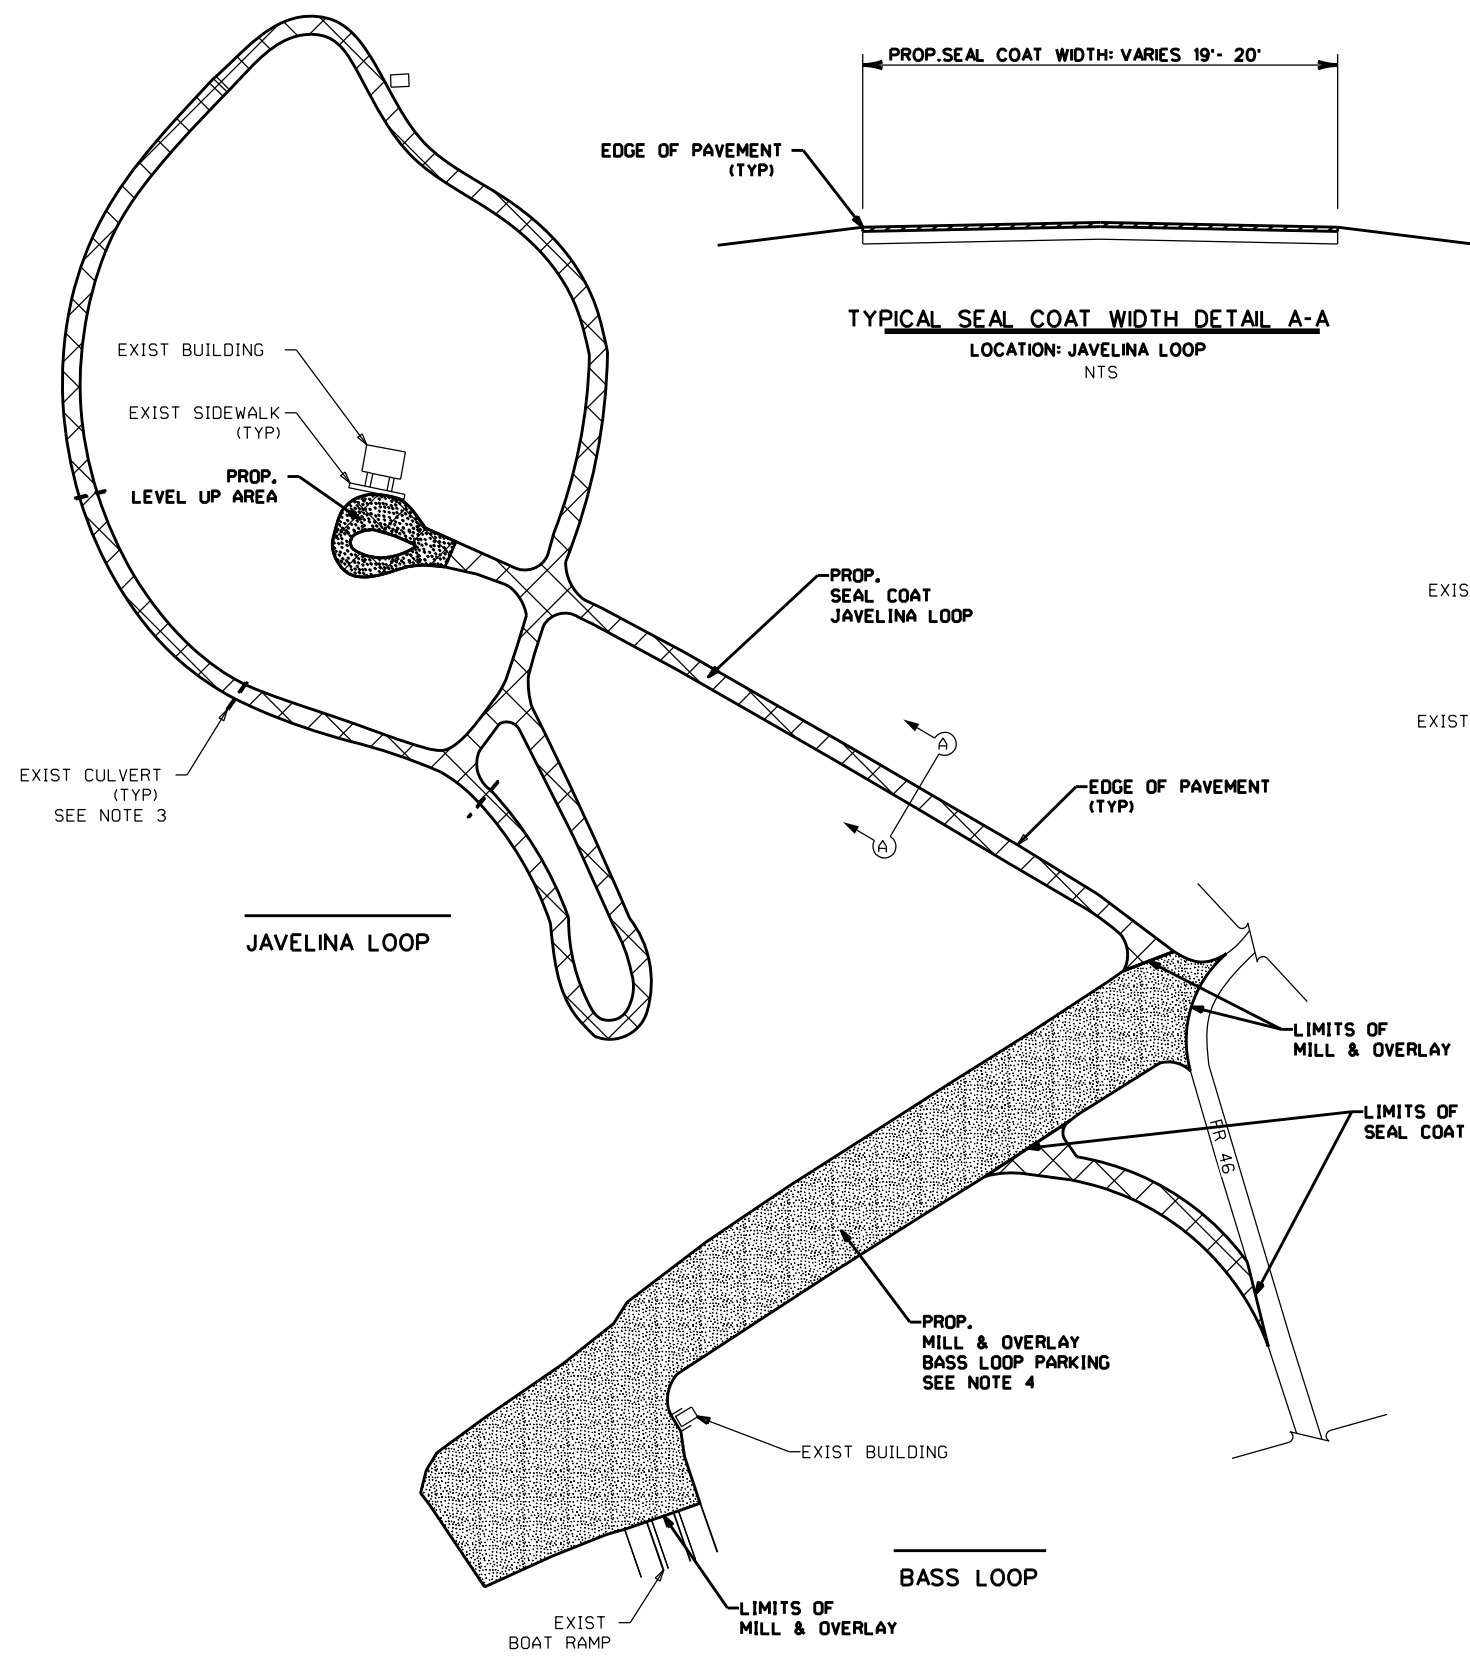 PROP.SEAL COAT WIDTH: VARIES 19'- 20'
EDGE OF PAVEMENT
(TYP)
TYPICAL SEAL COAT WIDTH DETAIL A-A
LOCATION: JAVELINA LOOP
NTS
EXIST BUILDING
EXIST SIDEWALK
(TYP)
PROP.
LEVEL UP AREA
PROP.
SEAL COAT
JAVELINA LOOP
EXIS
EXIST
A
A
EXIST CULVERT
(TYP)
SEE NOTE 3
EDGE OF PAVEMENT
(TYP)
JAVELINA LOOP
LIMITS OF
MILL & OVERLAY
LIMITS OF
SEAL COAT
PR 46
PROP.
MILL & OVERLAY
BASS LOOP PARKING
SEE NOTE 4
EXIST BUILDING
BASS LOOP
EXIST
BOAT RAMP
LIMITS OF
MILL & OVERLAY